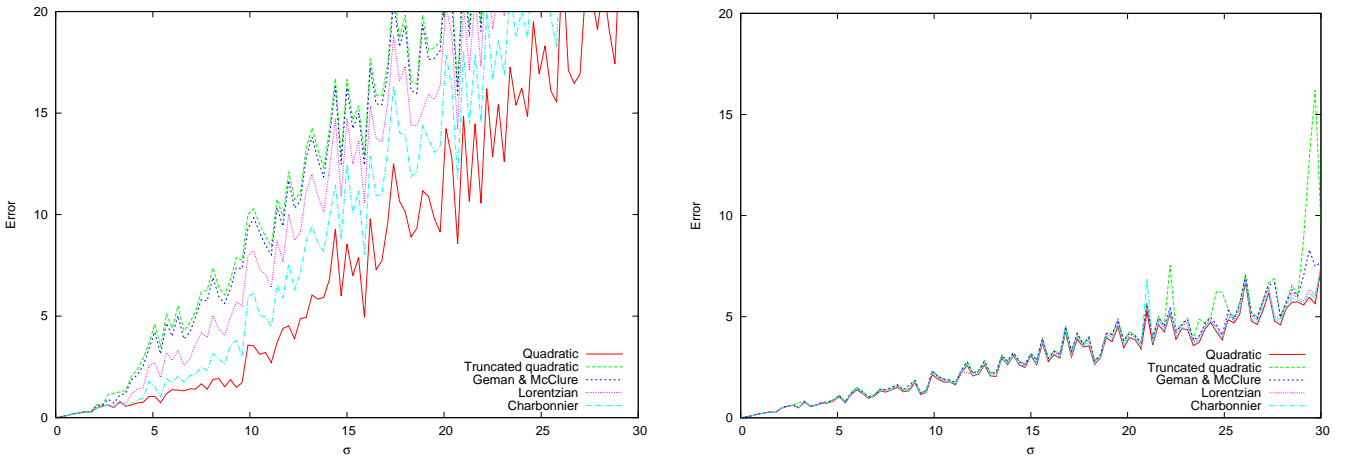 20
15
10
5
0
Error
Quadratic
Truncated quadratic
Geman & McClure
Lorentzian
Charbonnier
0 5 10 15 20 25 30
σ
20
15
10
5
0
Error
Quadratic
Truncated quadratic
Geman & McClure
Lorentzian
Charbonnier
0 5 10 15 20 25 30
σ